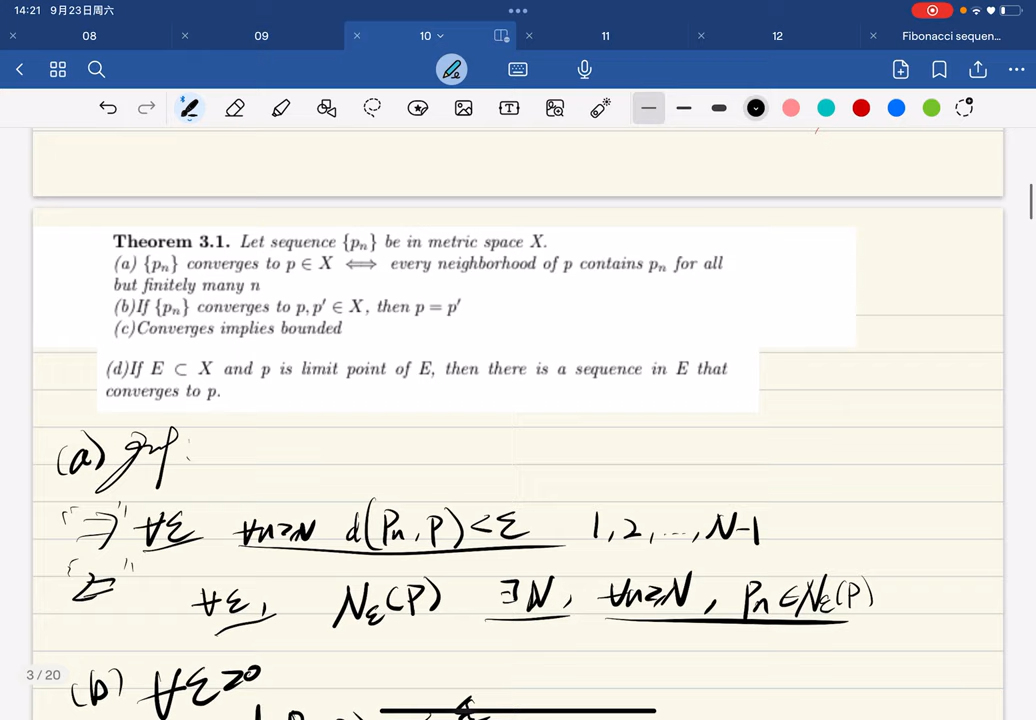 14:21 9月23日周六
08
09
10
11
12
Fibonacci sequen...
Theorem 3.1. Let sequence {pₙ} be in metric space X.
(a) {pₙ} converges to p ∈ X ⟺ every neighborhood of p contains pₙ for all
but finitely many n
(b)If {pₙ} converges to p, p′ ∈ X, then p = p′
(c)Converges implies bounded
(d)If E ⊂ X and p is limit point of E, then there is a sequence in E that
converges to p.
(a)
"⇒" ∀ε ∀n≥N d(Pₙ, P) < ε 1, 2, ..., N-1
"⇐"
∀ε, Nε(P) ∃N, ∀n≥N, Pₙ ∈ Nε(P)
3 / 20
(b) ∀ε>0